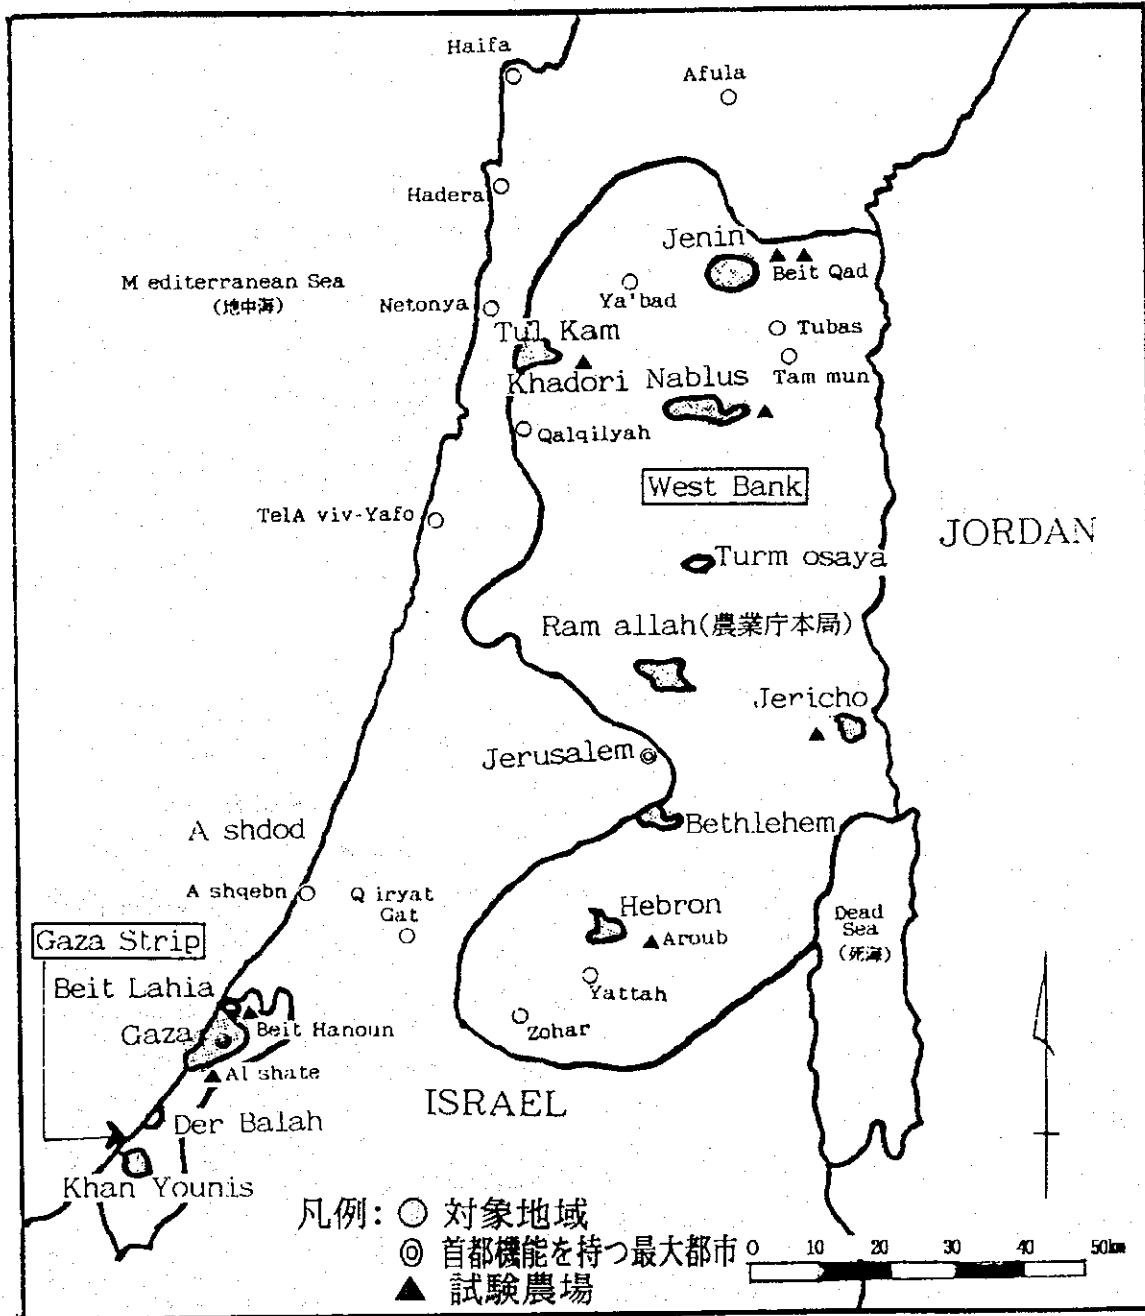 Haifa
Afula
Hadera
Jenin
Beit Qad
M editerranean Sea
(地中海)
Ya'bad
Netonya
Tubas
Tul Kam
Tam mun
Khadori Nablus
Qalqilyah
West Bank
TelA viv-Yafo
JORDAN
Turm osaya
Ram allah(農業庁本局)
Jericho
Jerusalem
A shdod
Bethlehem
A shqebn
Q iryat
Gat
Hebron
Dead
Sea
(死海)
Gaza Strip
Aroub
Beit Lahia
Yattah
Gaza
Beit Hanoun
Zohar
Al shate
ISRAEL
Der Balah
Khan Younis
凡例: ○ 対象地域
◎ 首都機能を持つ最大都市
▲ 試験農場
0 10 20 30 40 50km